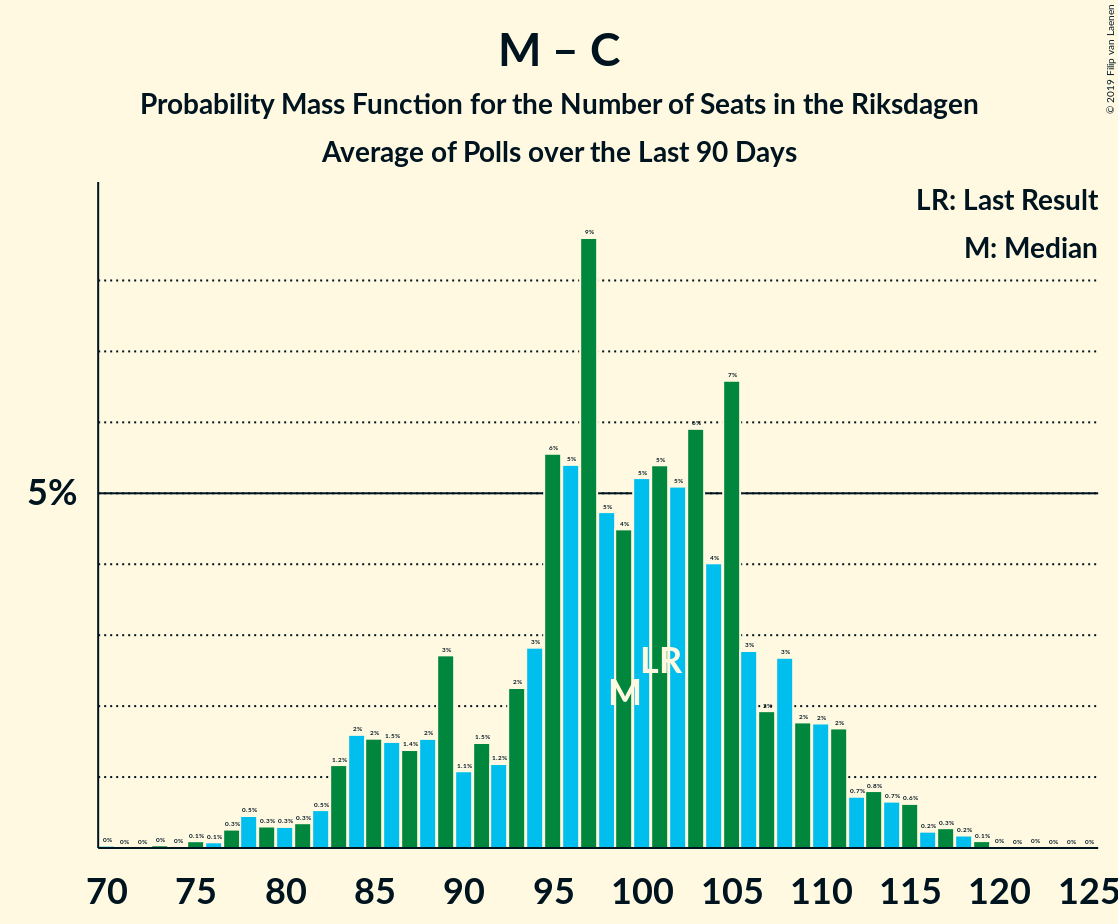 © 2019 Filip van Laenen
M – C
Probability Mass Function for the Number of Seats in the Riksdagen
Average of Polls over the Last 90 Days
LR: Last Result
M: Median
5%
0% 0% 0% 0% 0% 0.1% 0.1% 0.3% 0.5% 0.3% 0.3% 0.3% 0.5% 1.2% 2% 2% 1.5% 1.4% 2% 3% 1.1% 1.5% 1.2% 2% 3% 6% 5% 9% 5% 4% 5% 5% 5% 6% 4% 7% 3% 2% 3% 2% 2% 2% 0.7% 0.8% 0.7% 0.6% 0.2% 0.3% 0.2% 0.1% 0% 0% 0% 0% 0% 0%
LR
M
70 75 80 85 90 95 100 105 110 115 120 125